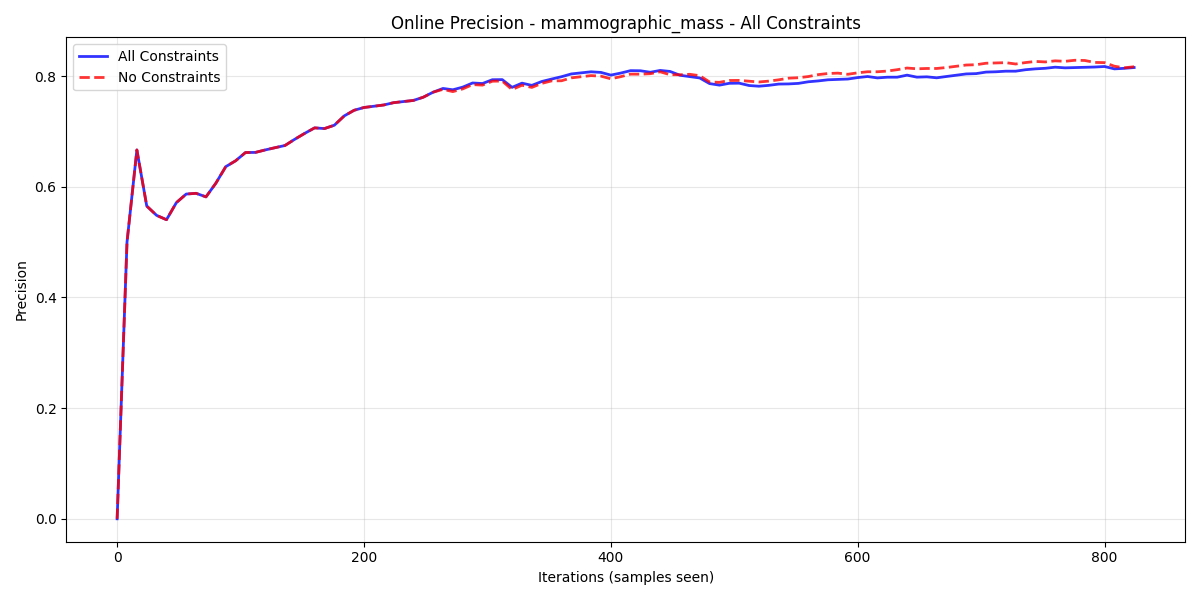 Online Precision - mammographic_mass - All Constraints
All Constraints
No Constraints
Precision
0.8
0.6
0.4
0.2
0.0
0
200
400
600
800
Iterations (samples seen)